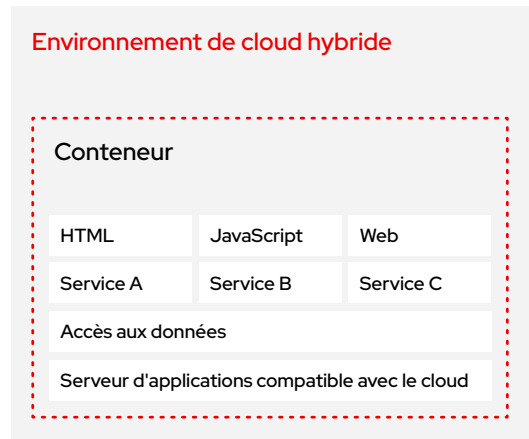 Environnement de cloud hybride
Conteneur
HTML JavaScript Web
Service A Service B Service C
Accès aux données
Serveur d'applications compatible avec le cloud